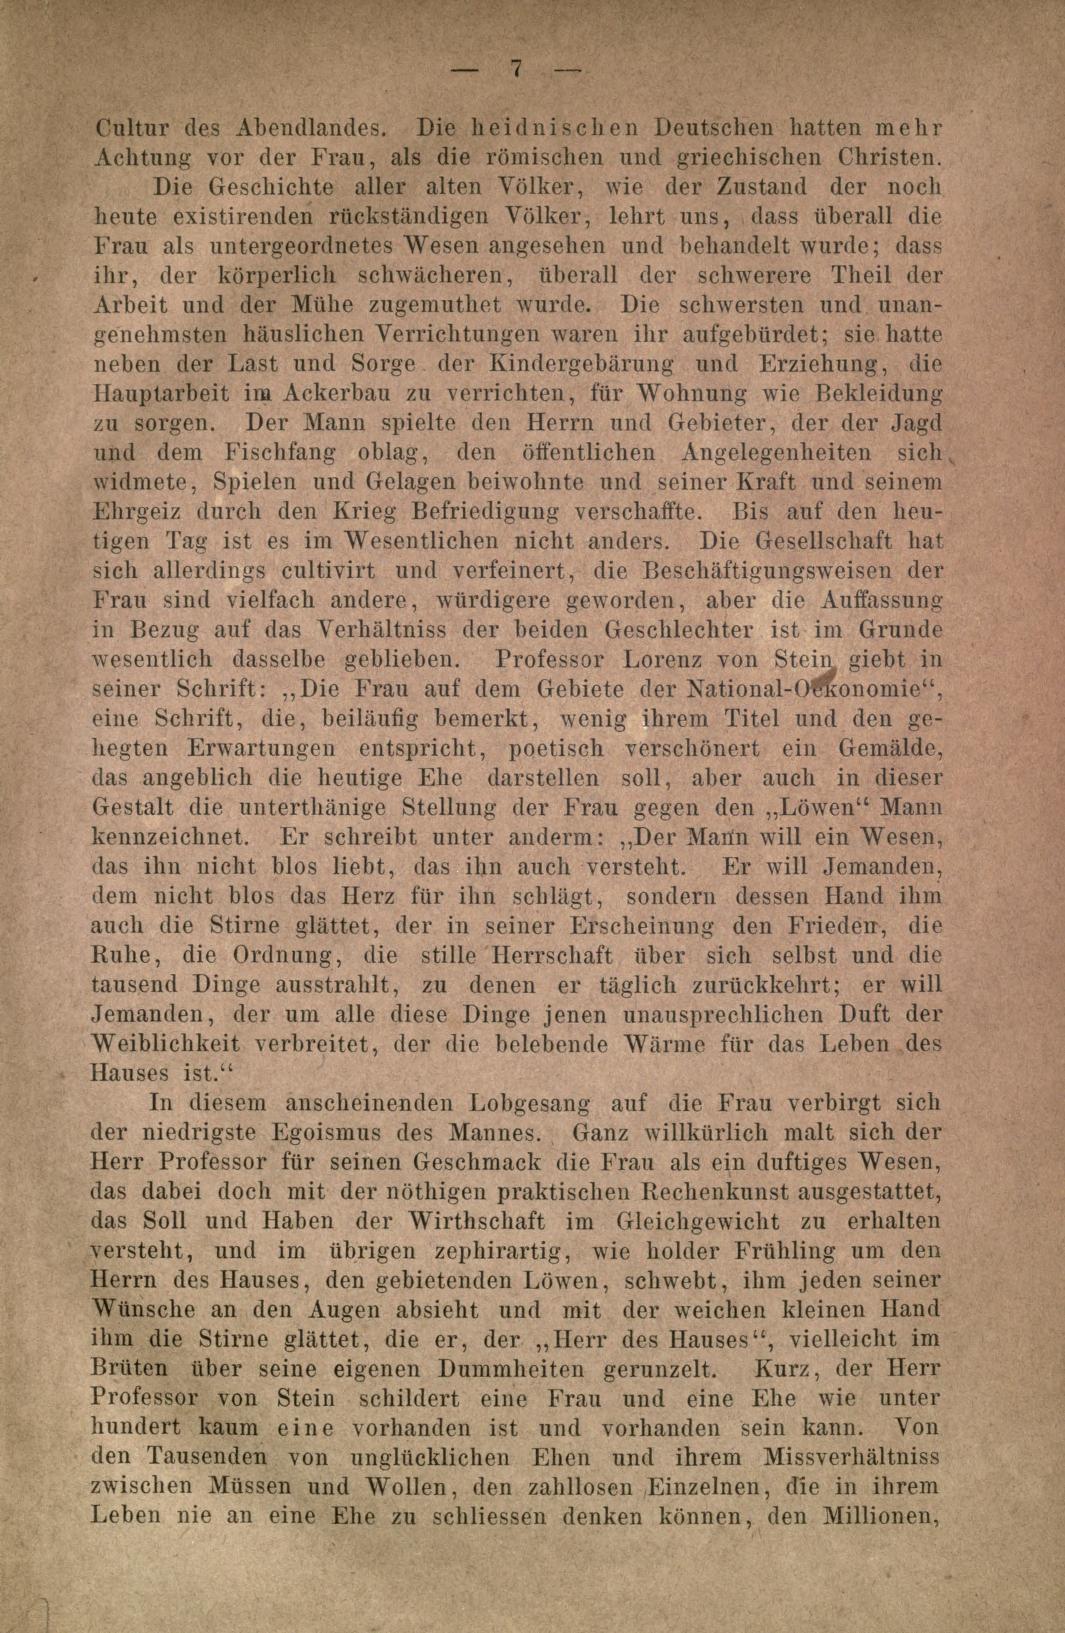 — 7 —
Cultur des Abendlandes. Die heidnischen Deutschen hatten mehr
Achtung vor der Frau, als die römischen und griechischen Christen.
Die Geschichte aller alten Völker, wie der Zustand der noch
heute existirenden rückständigen Völker, lehrt uns, dass überall die
Frau als untergeordnetes Wesen angesehen und behandelt wurde; dass
ihr, der körperlich schwächeren, überall der schwerere Theil der
Arbeit und der Mühe zugemuthet wurde. Die schwersten und unan-
genehmsten häuslichen Verrichtungen waren ihr aufgebürdet; sie hatte
neben der Last und Sorge der Kindergebärung und Erziehung, die
Hauptarbeit im Ackerbau zu verrichten, für Wohnung wie Bekleidung
zu sorgen. Der Mann spielte den Herrn und Gebieter, der der Jagd
und dem Fischfang oblag, den öffentlichen Angelegenheiten sich
widmete, Spielen und Gelagen beiwohnte und seiner Kraft und seinem
Ehrgeiz durch den Krieg Befriedigung verschaffte. Bis auf den heu-
tigen Tag ist es im Wesentlichen nicht anders. Die Gesellschaft hat
sich allerdings cultivirt und verfeinert, die Beschäftigungsweisen der
Frau sind vielfach andere, würdigere geworden, aber die Auffassung
in Bezug auf das Verhältniss der beiden Geschlechter ist im Grunde
wesentlich dasselbe geblieben. Professor Lorenz von Stein giebt in
seiner Schrift: „Die Frau auf dem Gebiete der National-Oekonomie“,
eine Schrift, die, beiläufig bemerkt, wenig ihrem Titel und den ge-
hegten Erwartungen entspricht, poetisch verschönert ein Gemälde,
das angeblich die heutige Ehe darstellen soll, aber auch in dieser
Gestalt die unterthänige Stellung der Frau gegen den „Löwen“ Mann
kennzeichnet. Er schreibt unter anderm: „Der Mann will ein Wesen,
das ihn nicht blos liebt, das ihn auch versteht. Er will Jemanden,
dem nicht blos das Herz für ihn schlägt, sondern dessen Hand ihm
auch die Stirne glättet, der in seiner Erscheinung den Frieden, die
Ruhe, die Ordnung, die stille Herrschaft über sich selbst und die
tausend Dinge ausstrahlt, zu denen er täglich zurückkehrt; er will
Jemanden, der um alle diese Dinge jenen unausprechlichen Duft der
Weiblichkeit verbreitet, der die belebende Wärme für das Leben des
Hauses ist.“
In diesem anscheinenden Lobgesang auf die Frau verbirgt sich
der niedrigste Egoismus des Mannes. Ganz willkürlich malt sich der
Herr Professor für seinen Geschmack die Frau als ein duftiges Wesen,
das dabei doch mit der nöthigen praktischen Rechenkunst ausgestattet,
das Soll und Haben der Wirthschaft im Gleichgewicht zu erhalten
versteht, und im übrigen zephirartig, wie holder Frühling um den
Herrn des Hauses, den gebietenden Löwen, schwebt, ihm jeden seiner
Wünsche an den Augen absieht und mit der weichen kleinen Hand
ihm die Stirne glättet, die er, der „Herr des Hauses“, vielleicht im
Brüten über seine eigenen Dummheiten gerunzelt. Kurz, der Herr
Professor von Stein schildert eine Frau und eine Ehe wie unter
hundert kaum eine vorhanden ist und vorhanden sein kann. Von
den Tausenden von unglücklichen Ehen und ihrem Missverhältniss
zwischen Müssen und Wollen, den zahllosen Einzelnen, die in ihrem
Leben nie an eine Ehe zu schliessen denken können, den Millionen,